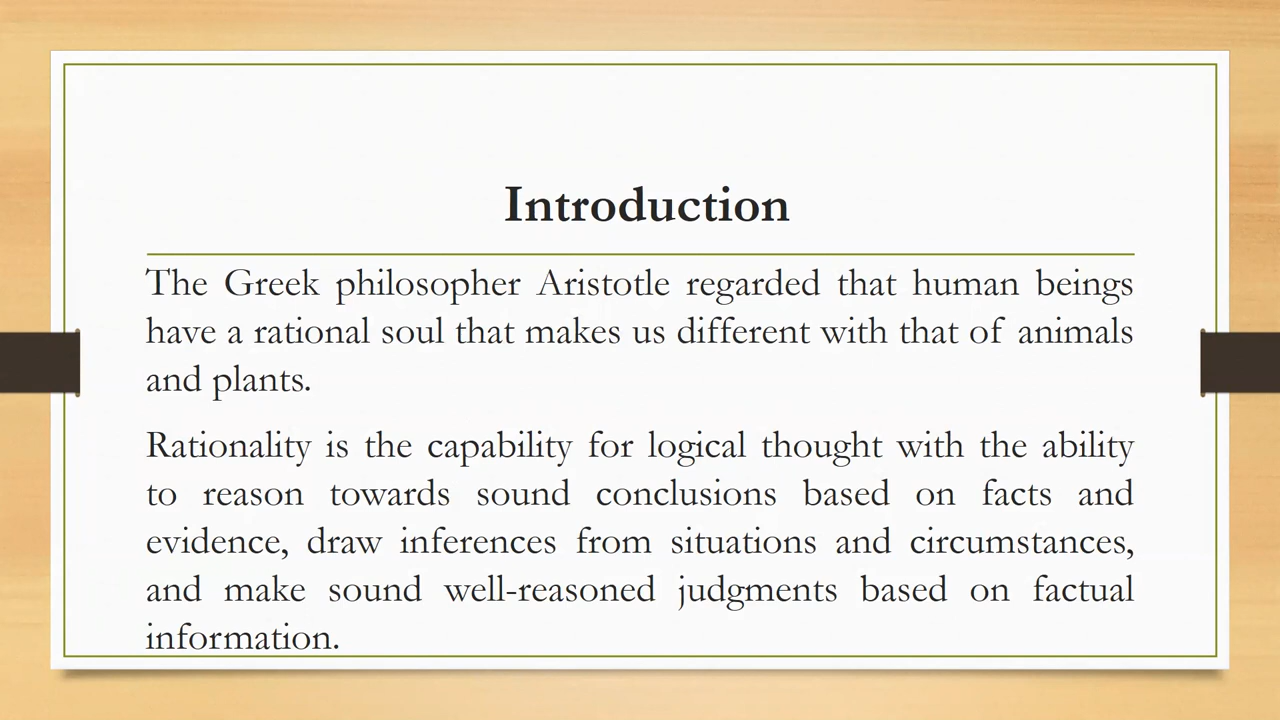 Introduction
The Greek philosopher Aristotle regarded that human beings
have a rational soul that makes us different with that of animals
and plants.
Rationality is the capability for logical thought with the ability
to reason towards sound conclusions based on facts and
evidence, draw inferences from situations and circumstances,
and make sound well-reasoned judgments based on factual
information.